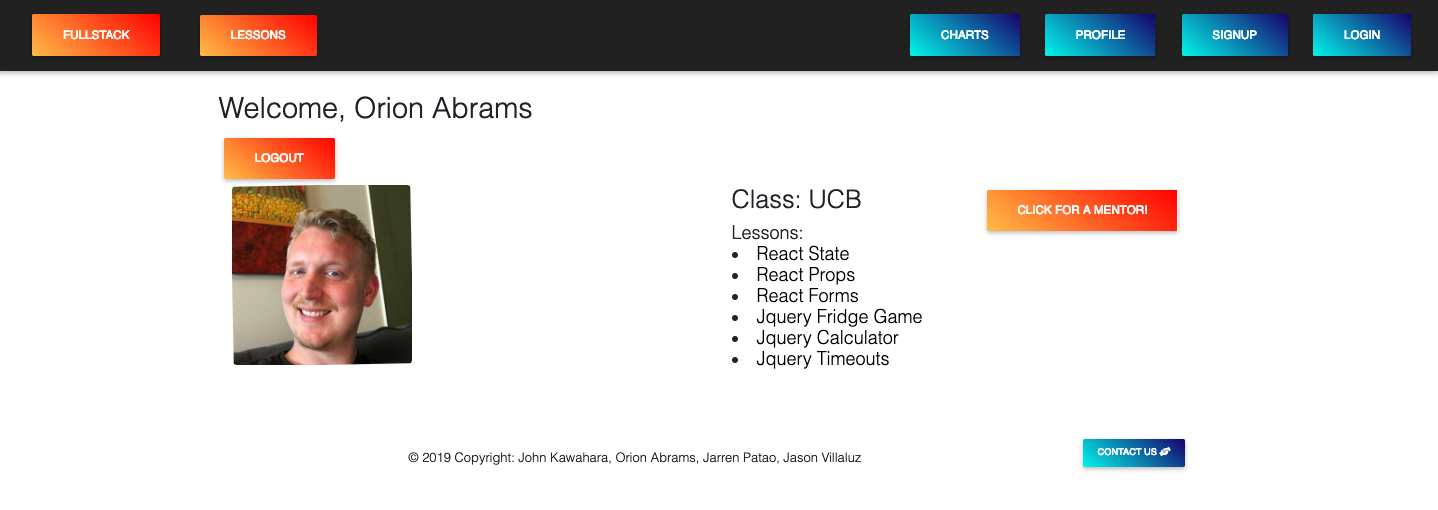 FULLSTACK LESSONS CHARTS PROFILE SIGNUP LOGIN
Welcome, Orion Abrams
LOGOUT
Class: UCB
CLICK FOR A MENTOR!
Lessons:
• React State
• React Props
• React Forms
• Jquery Fridge Game
• Jquery Calculator
• Jquery Timeouts
© 2019 Copyright: John Kawahara, Orion Abrams, Jarren Patao, Jason Villaluz
CONTACT US